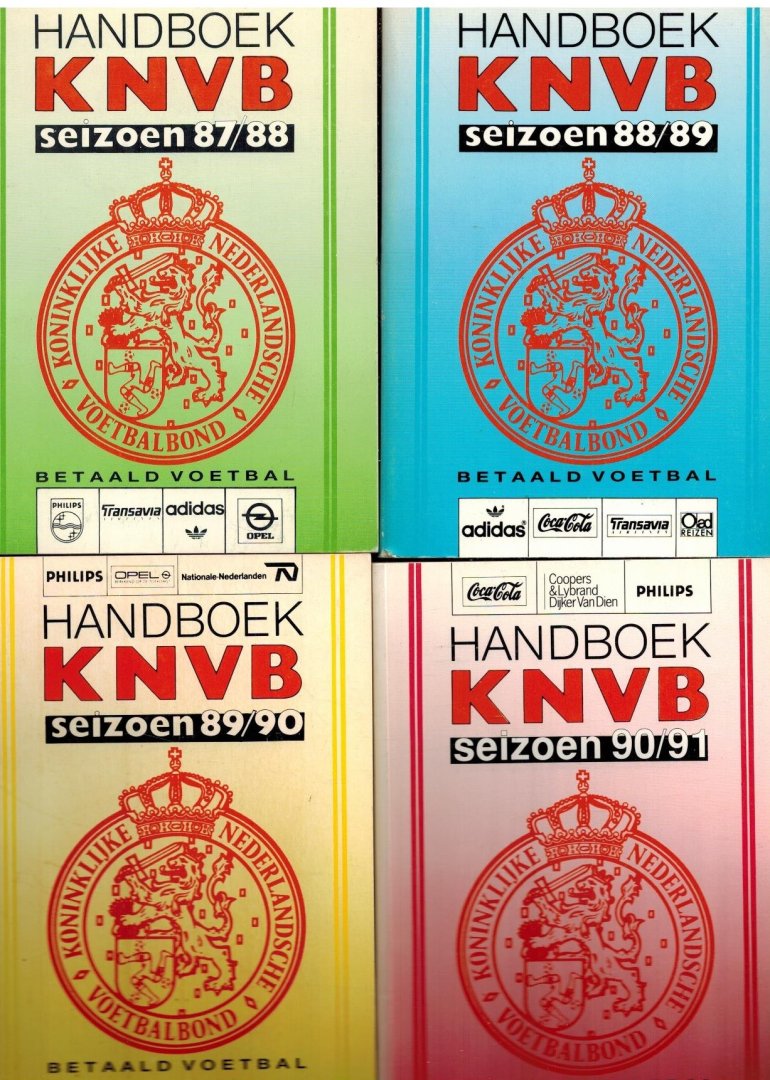 HANDBOEK
KNVB
seizoen 87/88
KONINKLIJKE NEDERLANDSCHE
VOETBALBOND
BETAALD VOETBAL
PHILIPS
Transavia
AIRLINES
adidas
OPEL
HANDBOEK
KNVB
seizoen 88/89
KONINKLIJKE NEDERLANDSCHE
VOETBALBOND
BETAALD VOETBAL
adidas®
Coca-Cola
Transavia
AIRLINES
Olad
REIZEN
PHILIPS
OPEL
Nationale-Nederlanden
HANDBOEK
KNVB
seizoen 89/90
KONINKLIJKE NEDERLANDSCHE
VOETBALBOND
BETAALD VOETBAL
Coca-Cola
Coopers
&Lybrand
Dijker Van Dien
PHILIPS
HANDBOEK
KNVB
seizoen 90/91
KONINKLIJKE NEDERLANDSCHE
VOETBALBOND